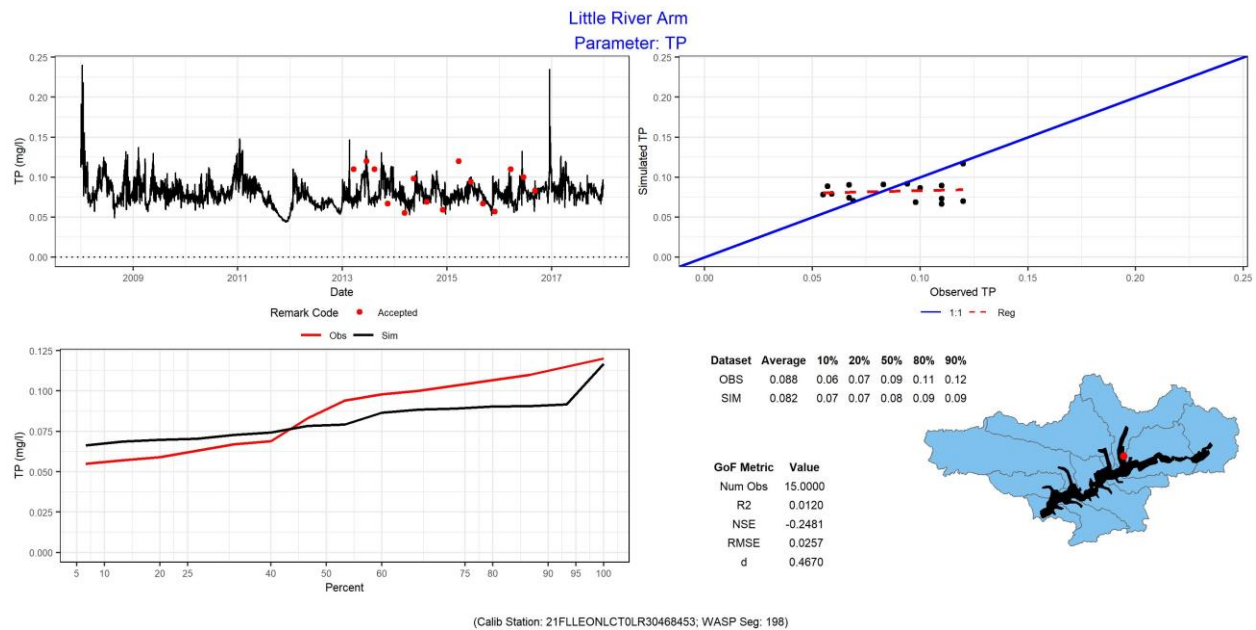 Little River Arm
Parameter: TP
0.25
0.20
0.15
0.10
0.05
0.00
TP (mg/l)
2009 2011 2013 2015 2017
Date
Remark Code Accepted
Obs Sim
0.25
0.20
0.15
0.10
0.05
0.00
Simulated TP
0.00 0.05 0.10 0.15 0.20 0.25
Observed TP
1:1 Reg
0.125
0.100
0.075
0.050
0.025
0.000
TP (mg/l)
5 10 20 25 40 50 60 75 80 90 95 100
Percent
Dataset Average 10% 20% 50% 80% 90%
OBS 0.088 0.06 0.07 0.09 0.11 0.12
SIM 0.082 0.07 0.07 0.08 0.09 0.09
GoF Metric Value
Num Obs 15.0000
R2 0.0120
NSE -0.2481
RMSE 0.0257
d 0.4670
(Calib Station: 21FLLEONLCT0LR30468453; WASP Seg: 198)